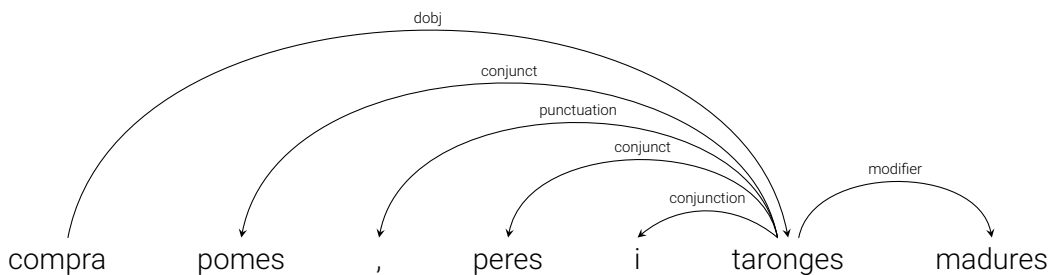 dobj
conjunct
punctuation
conjunct
modifier
conjunction
compra pomes , peres i taronges madures